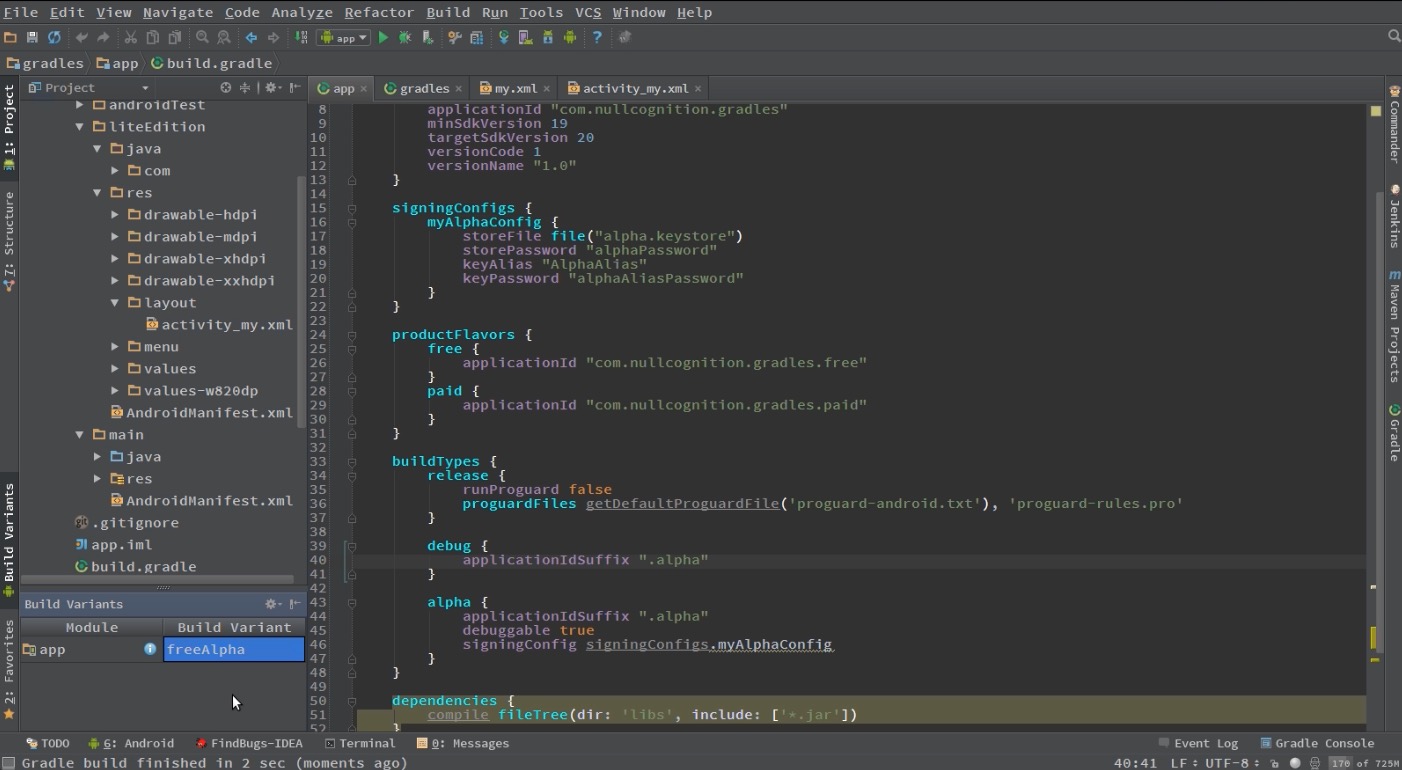 File Edit View Navigate Code Analyze Refactor Build Run Tools VCS Window Help
app
gradles app build.gradle
1: Project
7: Structure
Build Variants
2: Favorites
Project
androidTest
liteEdition
java
com
res
drawable-hdpi
drawable-mdpi
drawable-xhdpi
drawable-xxhdpi
layout
activity_my.xml
menu
values
values-w820dp
AndroidManifest.xml
main
java
res
AndroidManifest.xml
.gitignore
app.iml
build.gradle
Build Variants
Module Build Variant
app freeAlpha
app gradles my.xml activity_my.xml
8 applicationId "com.nullcognition.gradles"
9 minSdkVersion 19
10 targetSdkVersion 20
11 versionCode 1
12 versionName "1.0"
13 }
14
15 signingConfigs {
16 myAlphaConfig {
17 storeFile file("alpha.keystore")
18 storePassword "alphaPassword"
19 keyAlias "AlphaAlias"
20 keyPassword "alphaAliasPassword"
21 }
22 }
23
24 productFlavors {
25 free {
26 applicationId "com.nullcognition.gradles.free"
27 }
28 paid {
29 applicationId "com.nullcognition.gradles.paid"
30 }
31 }
32
33 buildTypes {
34 release {
35 runProguard false
36 proguardFiles getDefaultProguardFile('proguard-android.txt'), 'proguard-rules.pro'
37 }
38
39 debug {
40 applicationIdSuffix ".alpha"
41 }
42
43 alpha {
44 applicationIdSuffix ".alpha"
45 debuggable true
46 signingConfig signingConfigs.myAlphaConfig
47 }
48 }
49
50 dependencies {
51 compile fileTree(dir: 'libs', include: ['*.jar'])
52 }
Commander
Jenkins
Maven Projects
Gradle
TODO 6: Android FindBugs-IDEA Terminal 0: Messages Event Log Gradle Console
Gradle build finished in 2 sec (moments ago) 40:41 LF UTF-8 170 of 725M